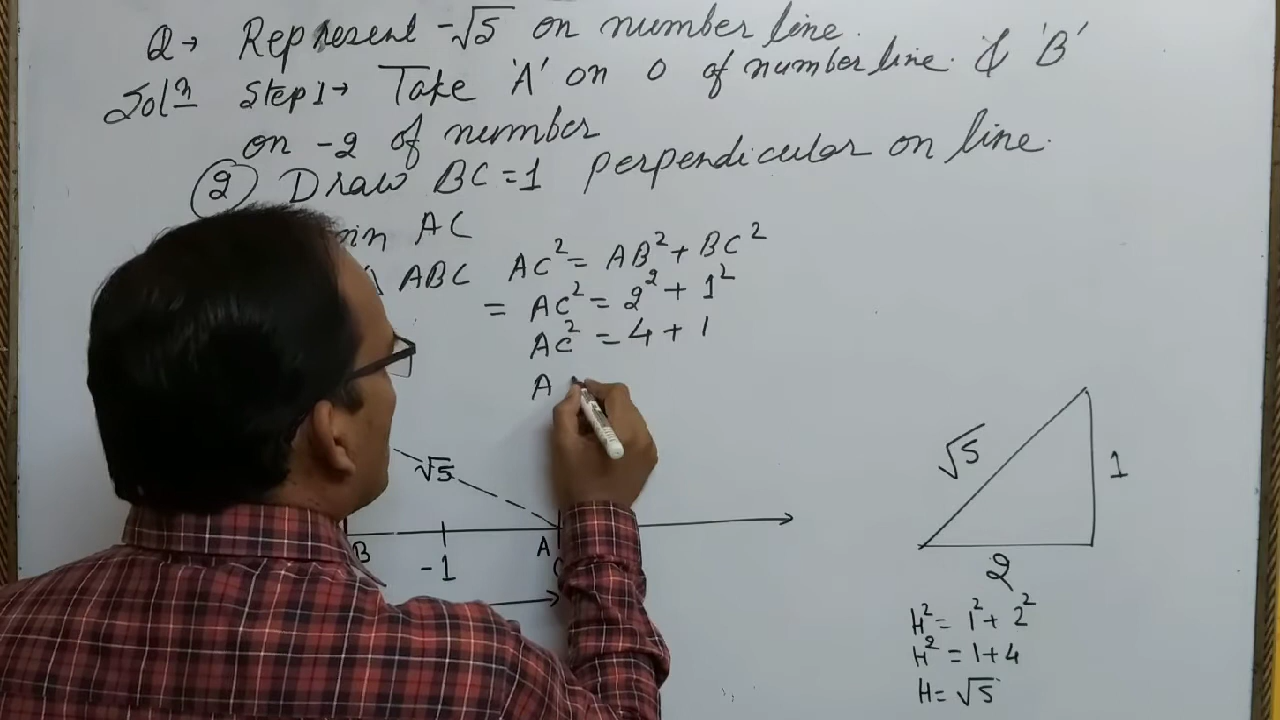 Q→ Represent -√5 on number line.
Solⁿ Step 1→ Take 'A' on 0 of number line. & 'B'
on -2 of number
② Draw BC=1 perpendicular on line.
AC
ABC AC² = AB² + BC²
= AC² = 2² + 1²
AC² = 4 + 1
A
√5
B -1 A
√5 1
2
H² = 1² + 2²
H² = 1+4
H = √5